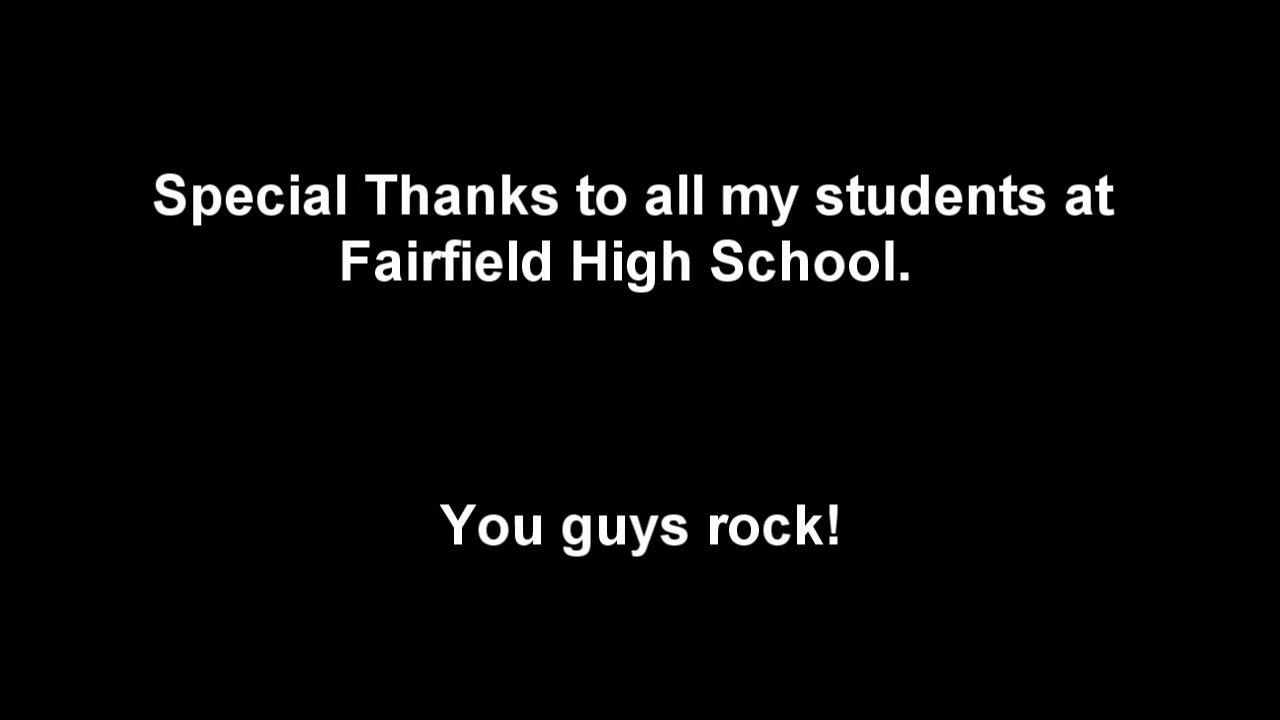 Special Thanks to all my students at
Fairfield High School.
You guys rock!